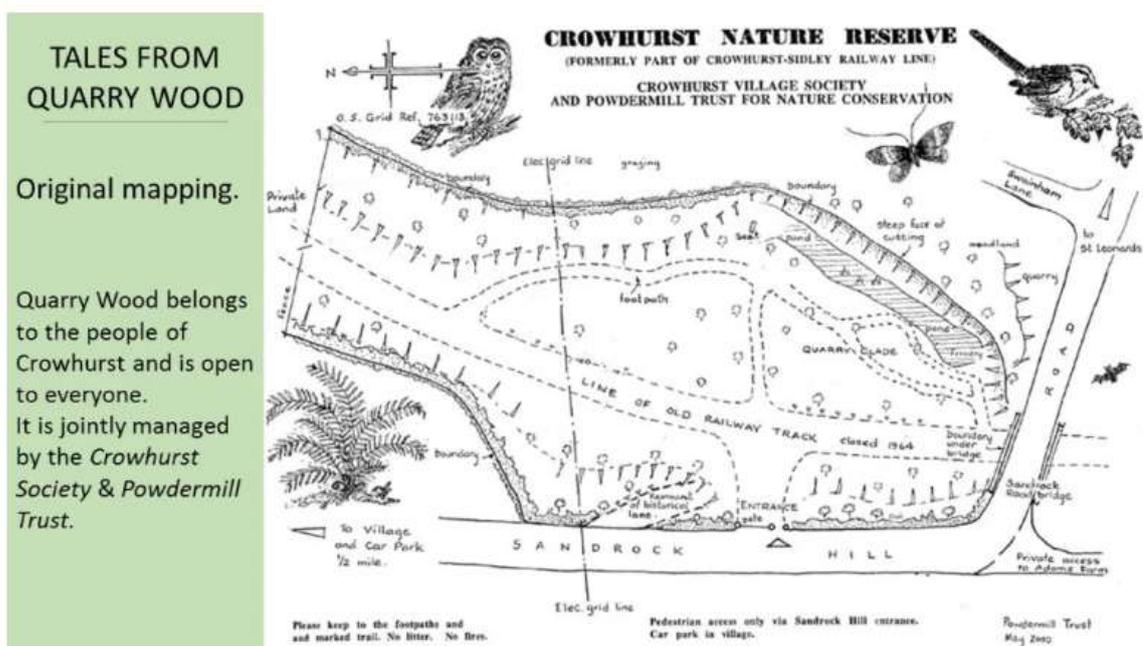 TALES FROM
QUARRY WOOD
Original mapping.
Quarry Wood belongs
to the people of
Crowhurst and is open
to everyone.
It is jointly managed
by the Crowhurst
Society & Powdermill
Trust.
CROWHURST NATURE RESERVE
(FORMERLY PART OF CROWHURST-SIDLEY RAILWAY LINE)
CROWHURST VILLAGE SOCIETY
AND POWDERMILL TRUST FOR NATURE CONSERVATION
N
O.S. Grid Ref. 763113
Elec. grid line
grazing
boundary
boundary
Swainham
Lane
to
St Leonards
Private
Land
seat
pond
steep face of
cutting
woodland
quarry
footpath
Fence
pond
QUARRY GLADE
ROAD
LINE OF OLD RAILWAY TRACK closed 1964
boundary
under
bridge
boundary
Sandrock
Road bridge
Remnant
of historical
lane
ENTRANCE
gate
To Village
and Car Park
1/2 mile.
SANDROCK HILL
Private access
to Adams Farm
Elec. grid line
Please keep to the footpaths and
and marked trail. No litter. No fires.
Pedestrian access only via Sandrock Hill entrance.
Car park in village.
Powdermill Trust
May 2002